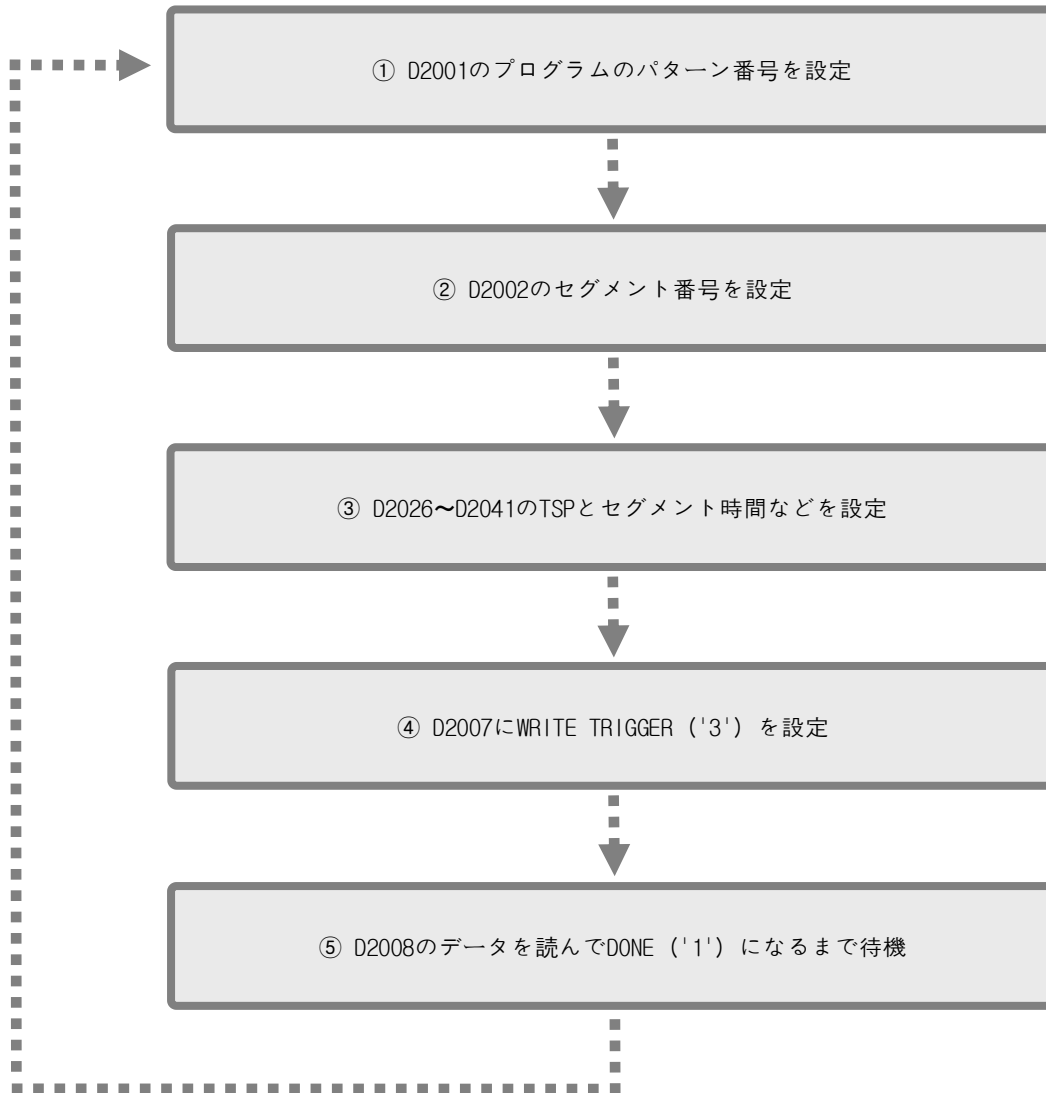 ① D2001のプログラムのパターン番号を設定
② D2002のセグメント番号を設定
③ D2026～D2041のTSPとセグメント時間などを設定
④ D2007にWRITE TRIGGER ('3') を設定
⑤ D2008のデータを読んでDONE ('1') になるまで待機